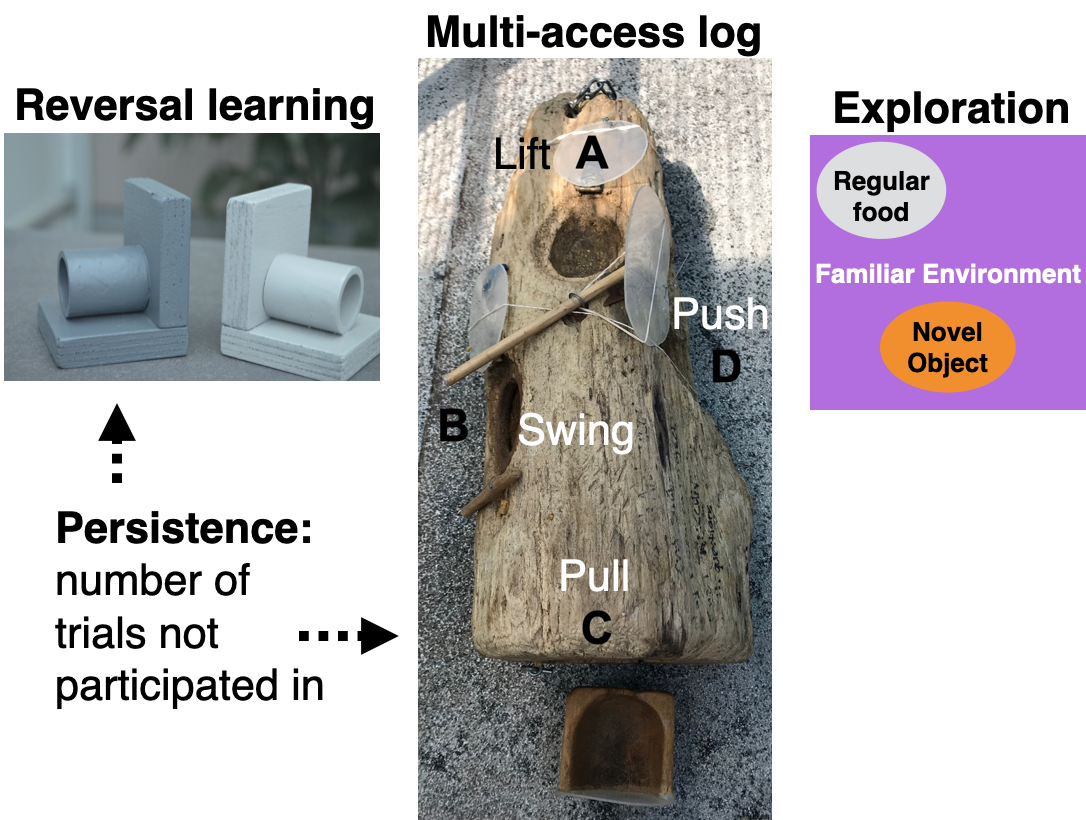 Multi-access log
Reversal learning
Exploration
Lift A
Regular
food
Familiar Environment
Push
Novel
Object
D
B Swing
Persistence:
number of
trials not
participated in
Pull
C